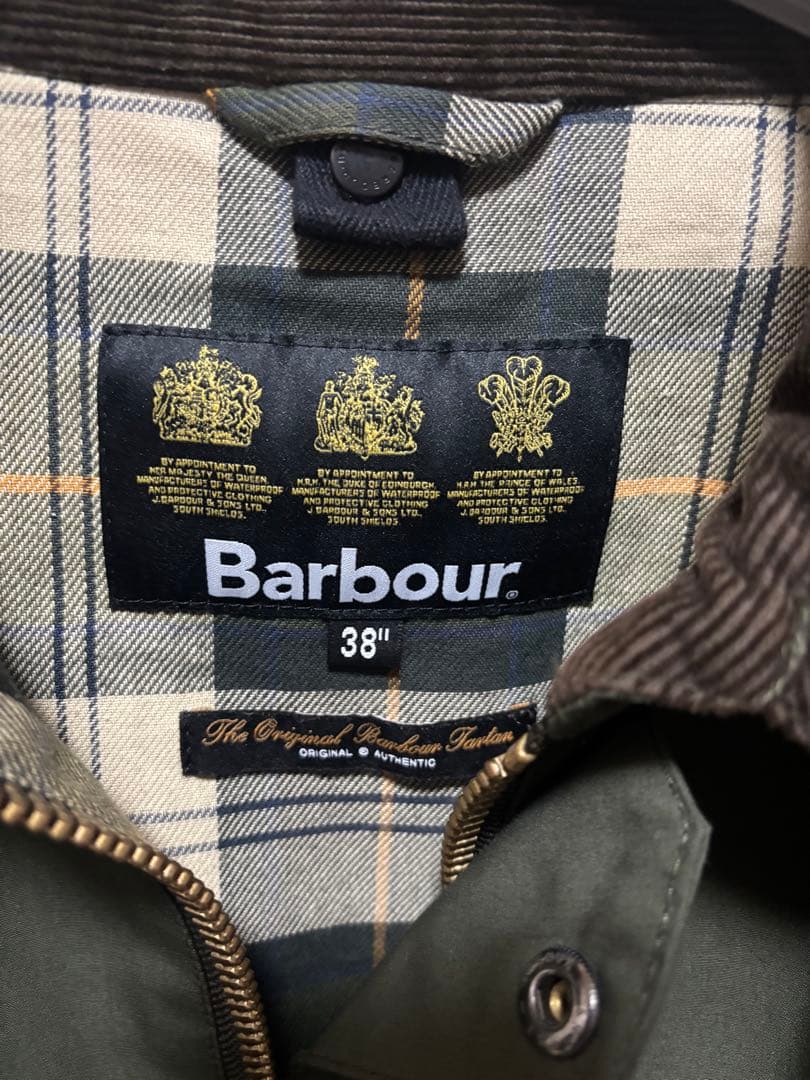 BY APPOINTMENT TO
HER MAJESTY THE QUEEN
MANUFACTURERS OF WATERPROOF
AND PROTECTIVE CLOTHING
J. BARBOUR & SONS LTD.,
SOUTH SHIELDS.
BY APPOINTMENT TO
H.R.H. THE DUKE OF EDINBURGH
MANUFACTURERS OF WATERPROOF
AND PROTECTIVE CLOTHING
J. BARBOUR & SONS LTD.,
SOUTH SHIELDS.
BY APPOINTMENT TO
H.R.H. THE PRINCE OF WALES
MANUFACTURERS OF WATERPROOF
AND PROTECTIVE CLOTHING
J. BARBOUR & SONS LTD.,
SOUTH SHIELDS.
Barbour®
38"
The Original Barbour Tartan
ORIGINAL & AUTHENTIC